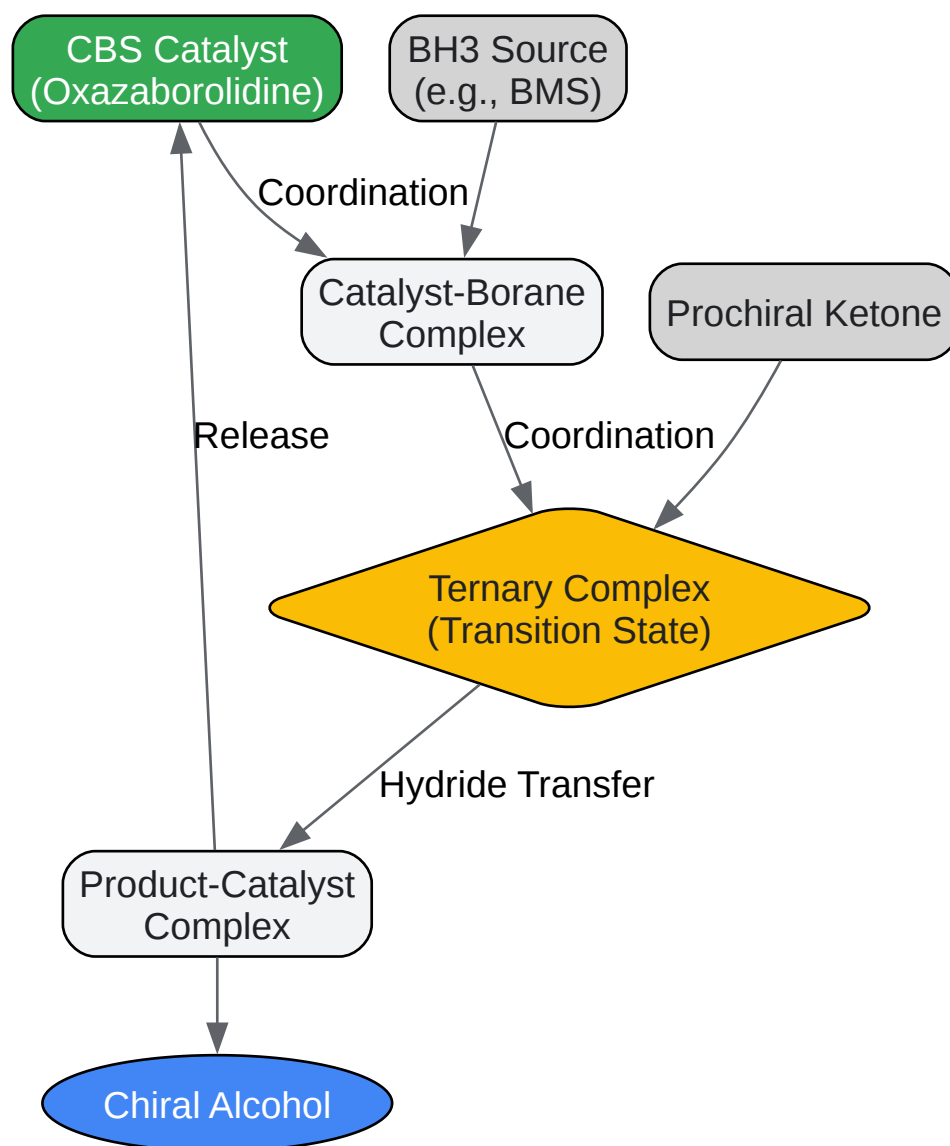 CBS Catalyst
(Oxazaborolidine)
BH3 Source
(e.g., BMS)
Coordination
Catalyst-Borane
Complex
Prochiral Ketone
Release
Coordination
Ternary Complex
(Transition State)
Hydride Transfer
Product-Catalyst
Complex
Chiral Alcohol